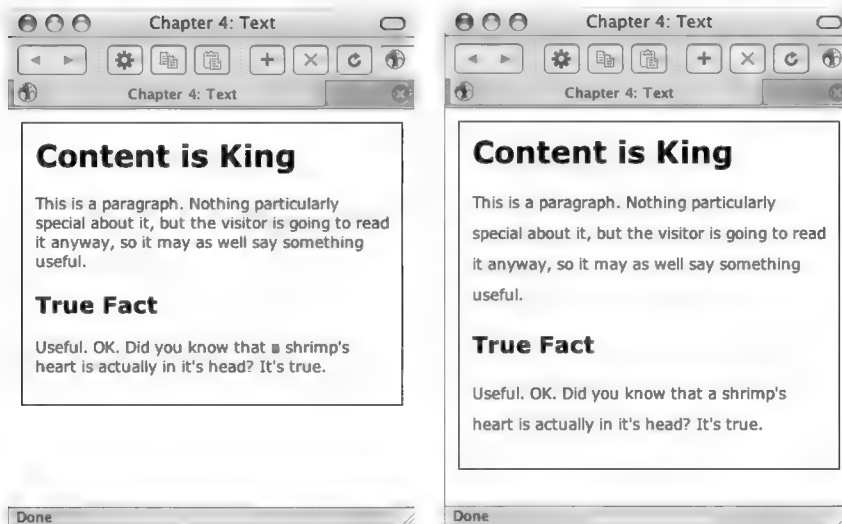 Chapter 4: Text
Chapter 4: Text
Content is King
This is a paragraph. Nothing particularly
special about it, but the visitor is going to read
it anyway, so it may as well say something
useful.
True Fact
Useful. OK. Did you know that a shrimp's
heart is actually in it's head? It's true.
Done
Chapter 4: Text
Chapter 4: Text
Content is King
This is a paragraph. Nothing particularly
special about it, but the visitor is going to read
it anyway, so it may as well say something
useful.
True Fact
Useful. OK. Did you know that a shrimp's
heart is actually in it's head? It's true.
Done